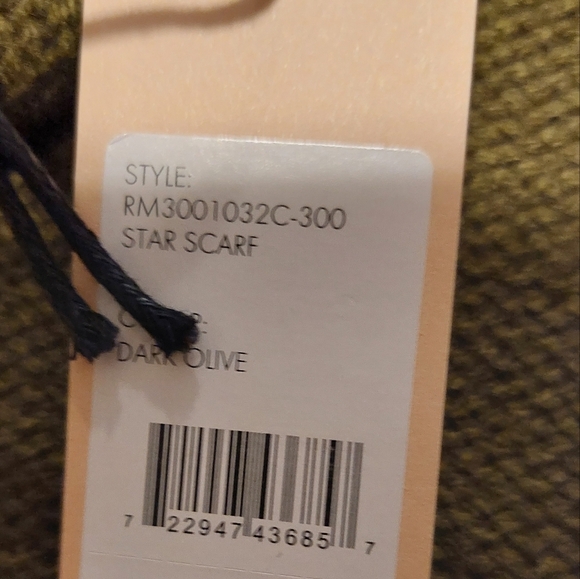 STYLE:
RM3001032C-300
STAR SCARF
DARK OLIVE
7 22947 43685 7